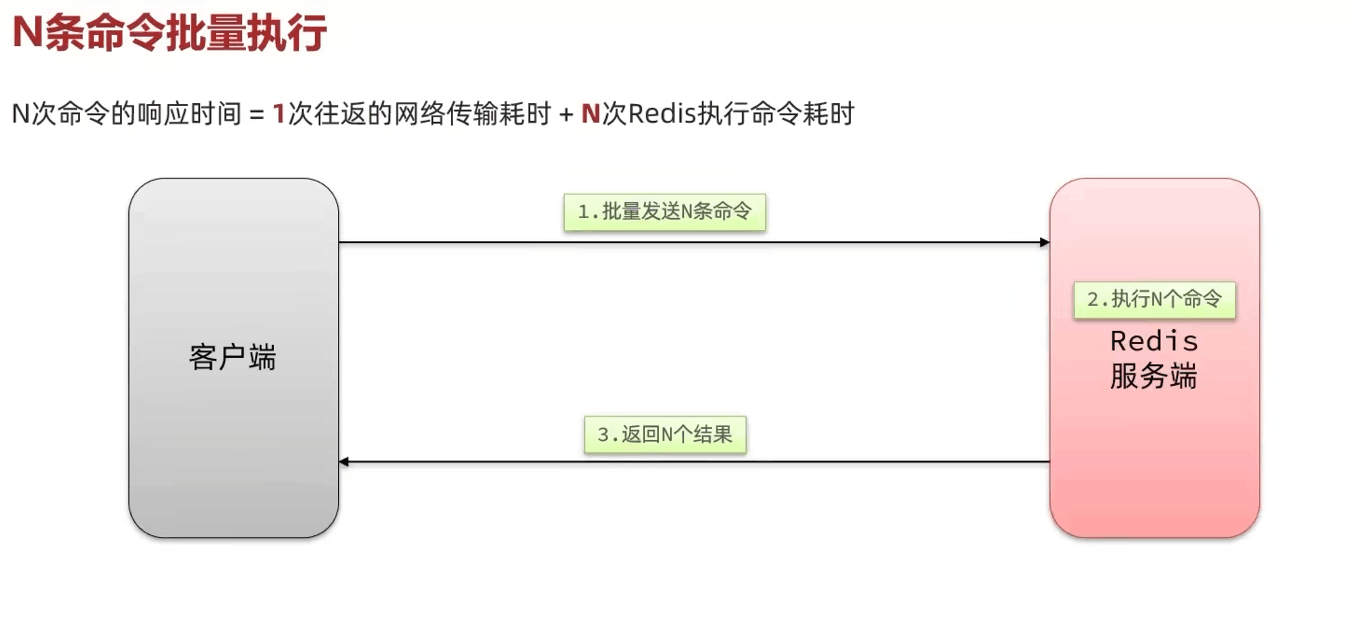 N条命令批量执行
N次命令的响应时间 = 1次往返的网络传输耗时 + N次Redis执行命令耗时
1.批量发送N条命令
2.执行N个命令
客户端
Redis
服务端
3.返回N个结果